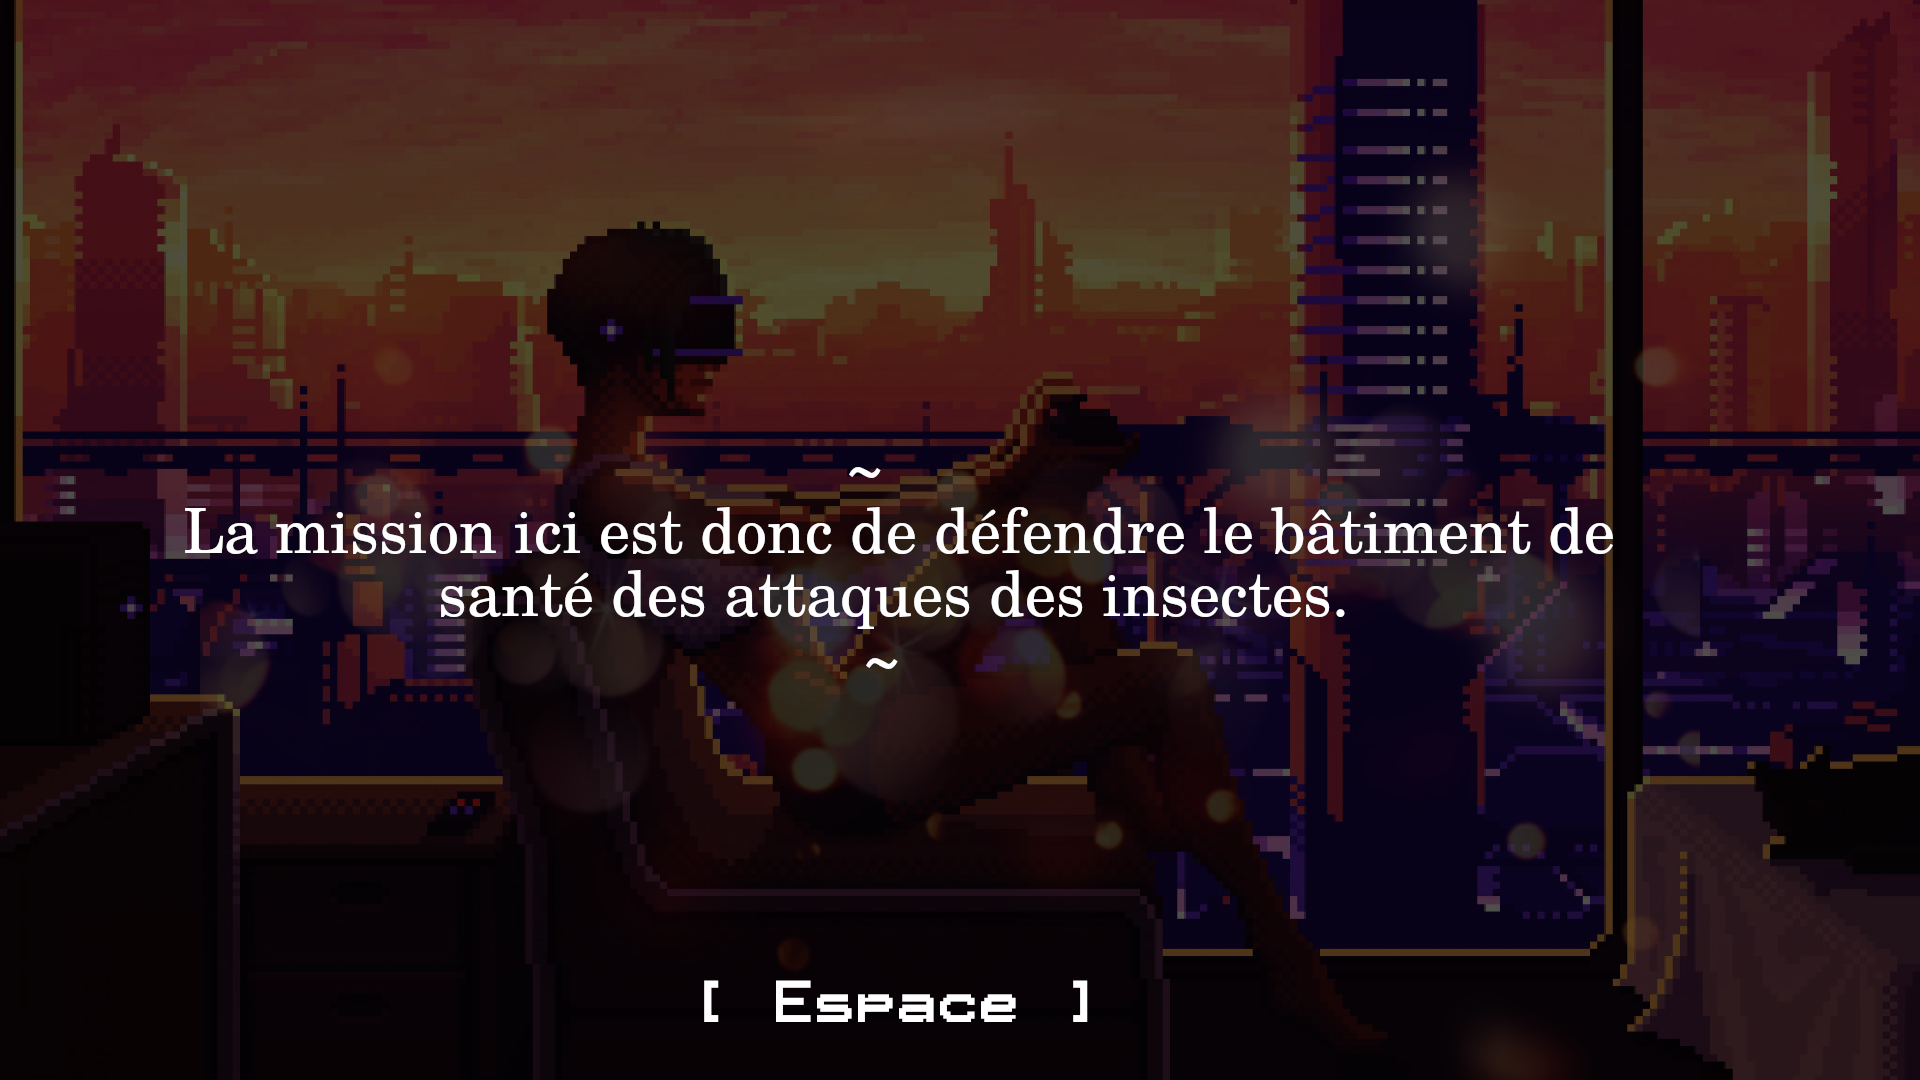 ~
La mission ici est donc de défendre le bâtiment de
santé des attaques des insectes.
~
[ Espace ]